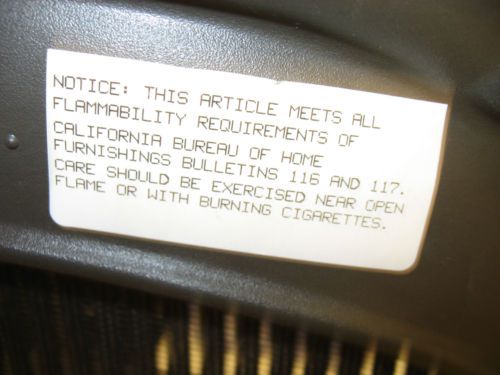 NOTICE: THIS ARTICLE MEETS ALL
FLAMMABILITY REQUIREMENTS OF
CALIFORNIA BUREAU OF HOME
FURNISHINGS BULLETINS 116 AND 117.
CARE SHOULD BE EXERCISED NEAR OPEN
FLAME OR WITH BURNING CIGARETTES.